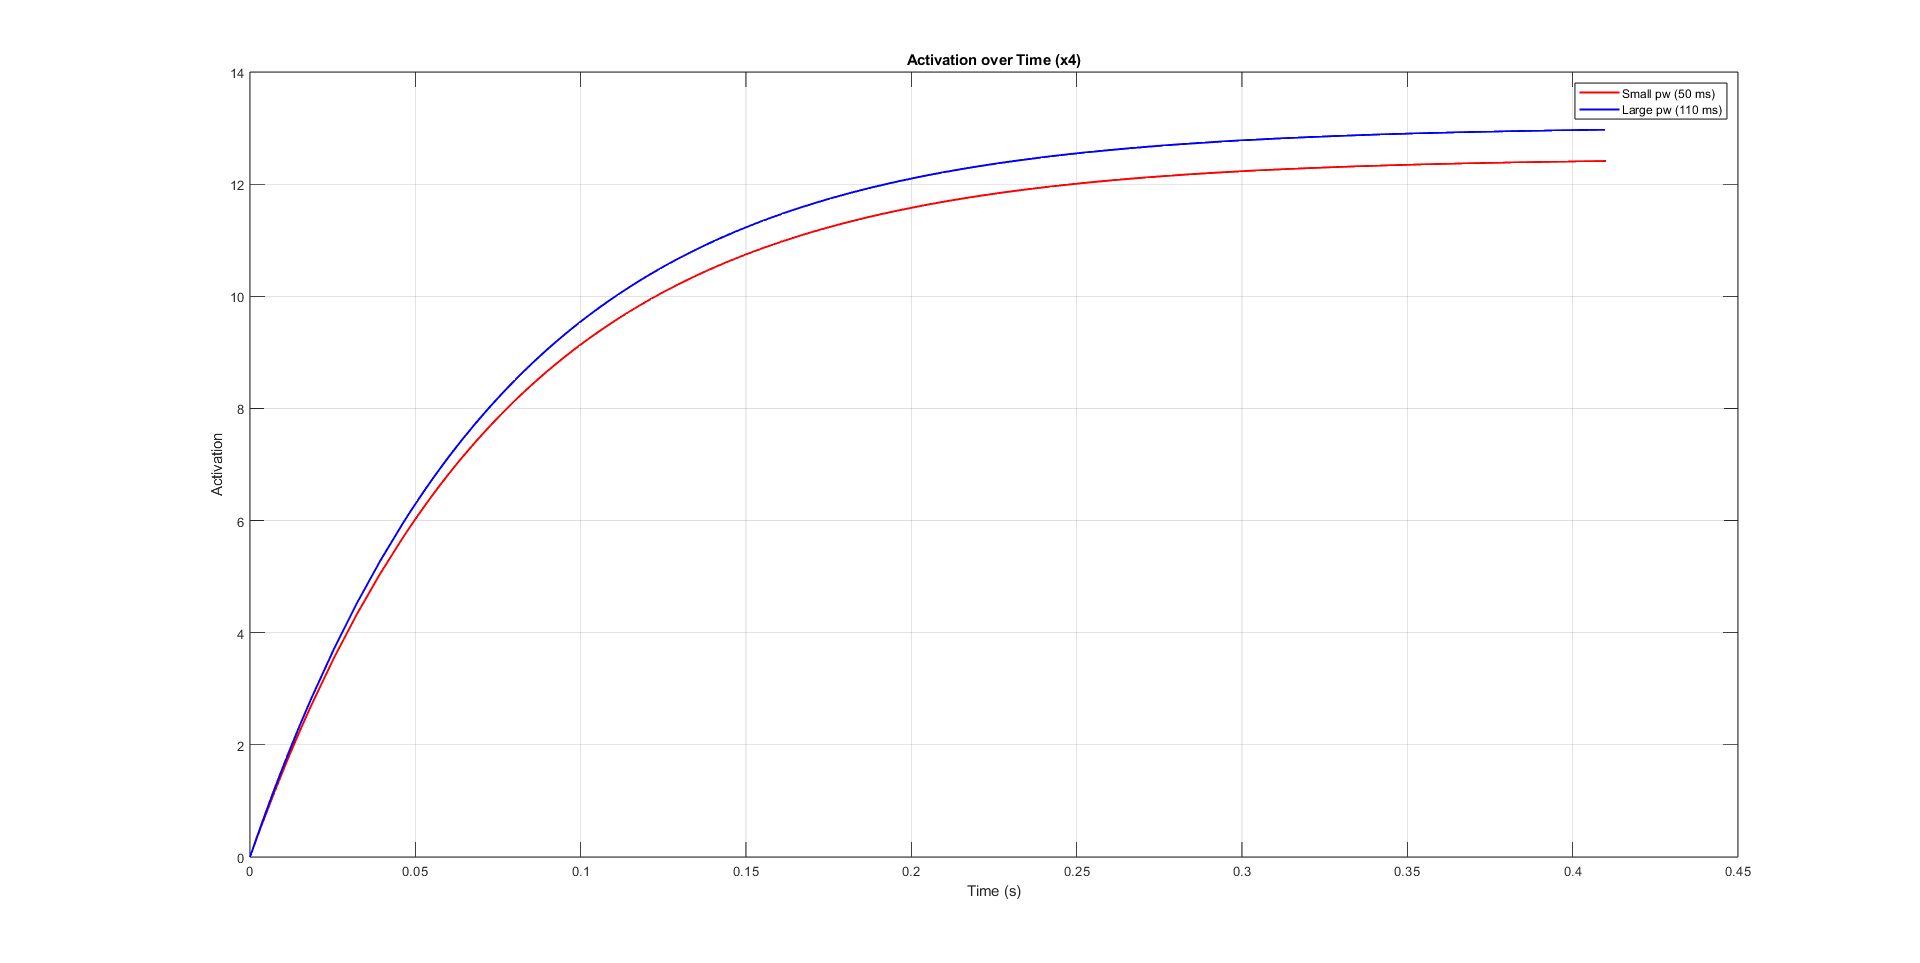 Activation over Time (x4)
14
12
10
8
6
4
2
0
Activation
Small pw (50 ms)
Large pw (110 ms)
0 0.05 0.1 0.15 0.2 0.25 0.3 0.35 0.4 0.45
Time (s)